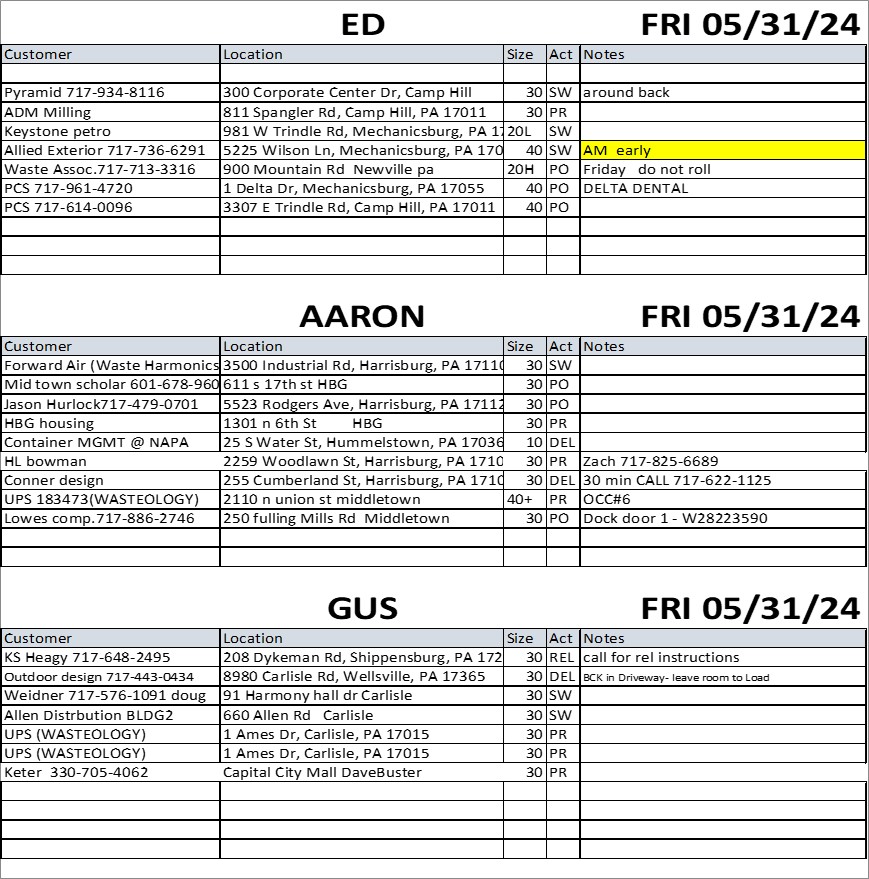 ED FRI 05/31/24
Customer Location Size Act Notes
Pyramid 717-934-8116 300 Corporate Center Dr, Camp Hill 30 SW around back
ADM Milling 811 Spangler Rd, Camp Hill, PA 17011 30 PR
Keystone petro 981 W Trindle Rd, Mechanicsburg, PA 17 20L SW
Allied Exterior 717-736-6291 5225 Wilson Ln, Mechanicsburg, PA 170 40 SW AM early
Waste Assoc.717-713-3316 900 Mountain Rd Newville pa 20H PO Friday do not roll
PCS 717-961-4720 1 Delta Dr, Mechanicsburg, PA 17055 40 PO DELTA DENTAL
PCS 717-614-0096 3307 E Trindle Rd, Camp Hill, PA 17011 40 PO
AARON FRI 05/31/24
Customer Location Size Act Notes
Forward Air (Waste Harmonics 3500 Industrial Rd, Harrisburg, PA 17110 30 SW
Mid town scholar 601-678-960 611 s 17th st HBG 30 PO
Jason Hurlock717-479-0701 5523 Rodgers Ave, Harrisburg, PA 17112 30 PO
HBG housing 1301 n 6th St HBG 30 PR
Container MGMT @ NAPA 25 S Water St, Hummelstown, PA 17036 10 DEL
HL bowman 2259 Woodlawn St, Harrisburg, PA 1710 30 PR Zach 717-825-6689
Conner design 255 Cumberland St, Harrisburg, PA 1710 30 DEL 30 min CALL 717-622-1125
UPS 183473(WASTEOLOGY) 2110 n union st middletown 40+ PR OCC#6
Lowes comp.717-886-2746 250 fulling Mills Rd Middletown 30 PO Dock door 1 - W28223590
GUS FRI 05/31/24
Customer Location Size Act Notes
KS Heagy 717-648-2495 208 Dykeman Rd, Shippensburg, PA 172 30 REL call for rel instructions
Outdoor design 717-443-0434 8980 Carlisle Rd, Wellsville, PA 17365 30 DEL BCK in Driveway- leave room to Load
Weidner 717-576-1091 doug 91 Harmony hall dr Carlisle 30 SW
Allen Distrbution BLDG2 660 Allen Rd Carlisle 30 SW
UPS (WASTEOLOGY) 1 Ames Dr, Carlisle, PA 17015 30 PR
UPS (WASTEOLOGY) 1 Ames Dr, Carlisle, PA 17015 30 PR
Keter 330-705-4062 Capital City Mall DaveBuster 30 PR